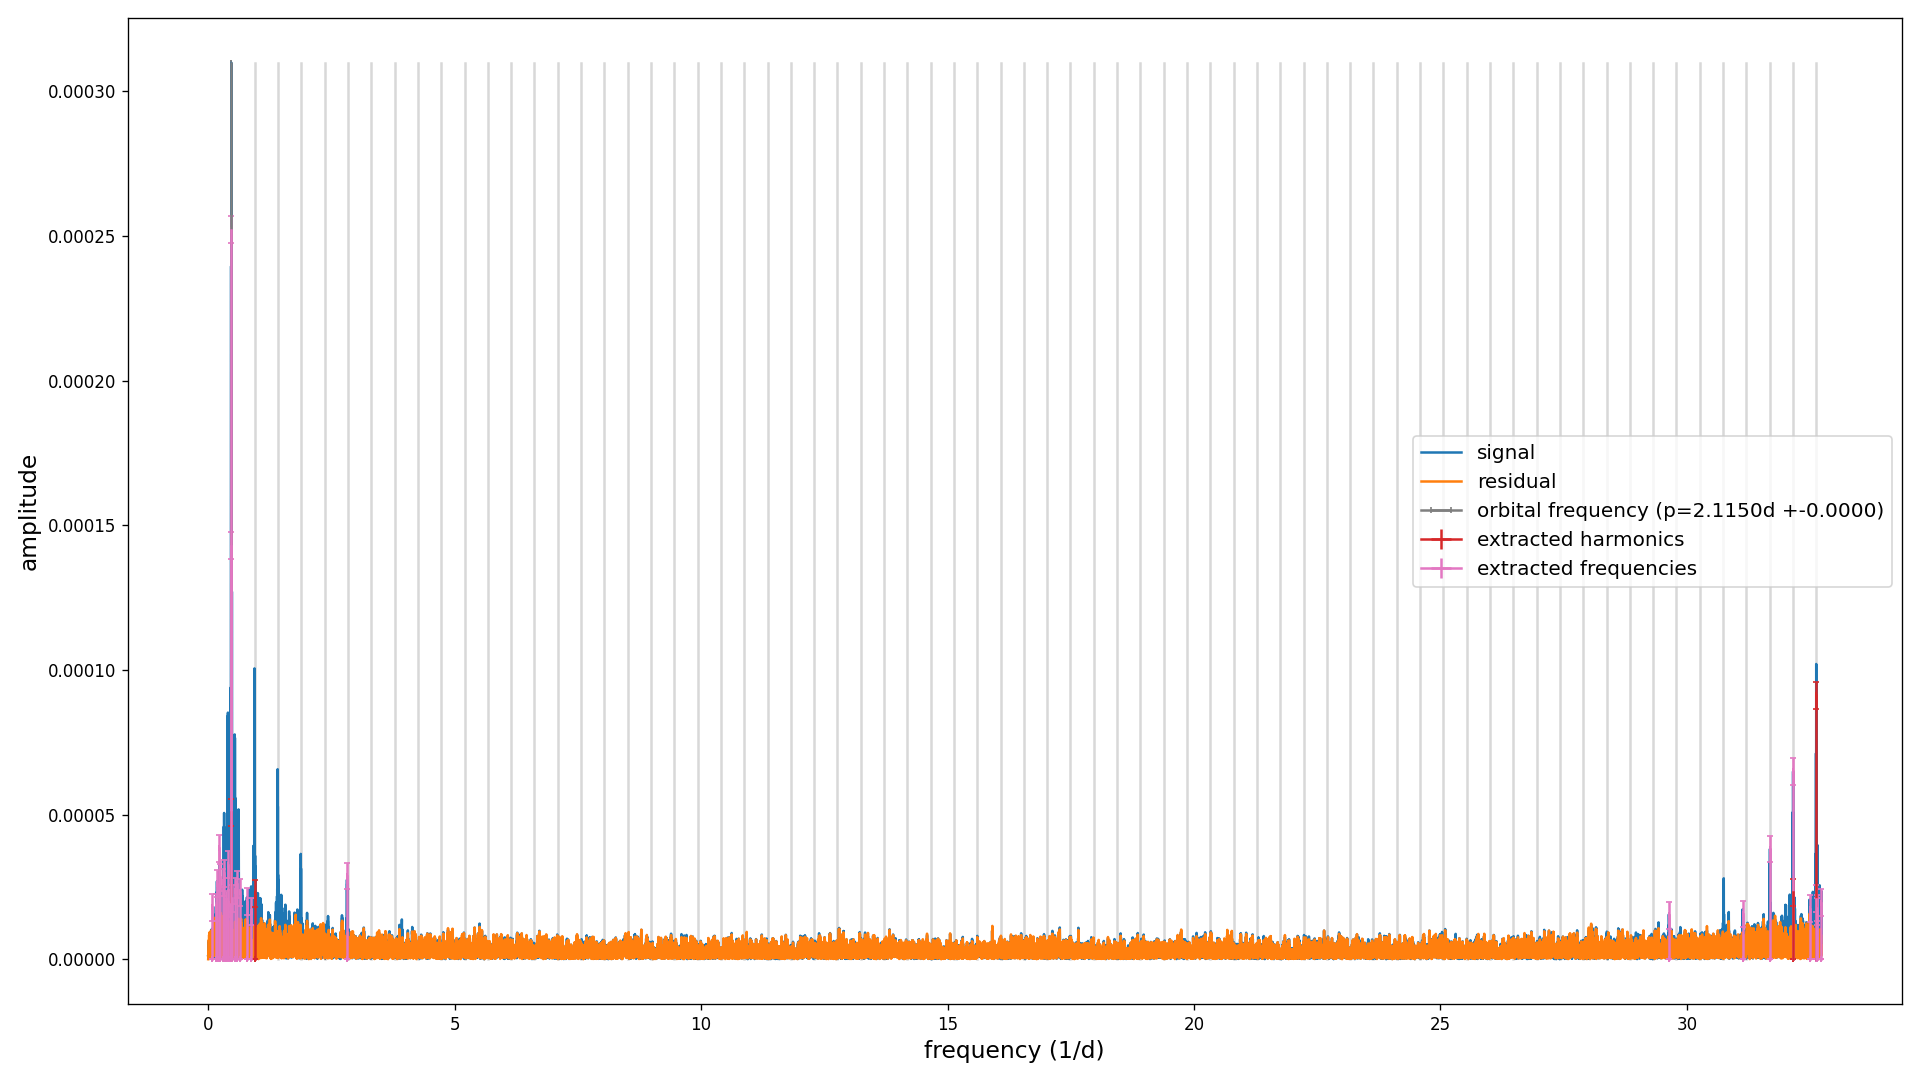 0.00030
0.00025
0.00020
0.00015
0.00010
0.00005
0.00000
amplitude
signal
residual
orbital frequency (p=2.1150d +-0.0000)
extracted harmonics
extracted frequencies
0 5 10 15 20 25 30
frequency (1/d)